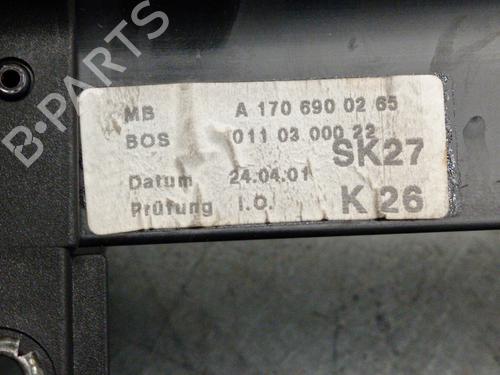 B-PARTS
MB A 170 690 02 65
BOS 011 03 000 22
SK27
Datum 24.04.01
Prüfung I.O. K 26